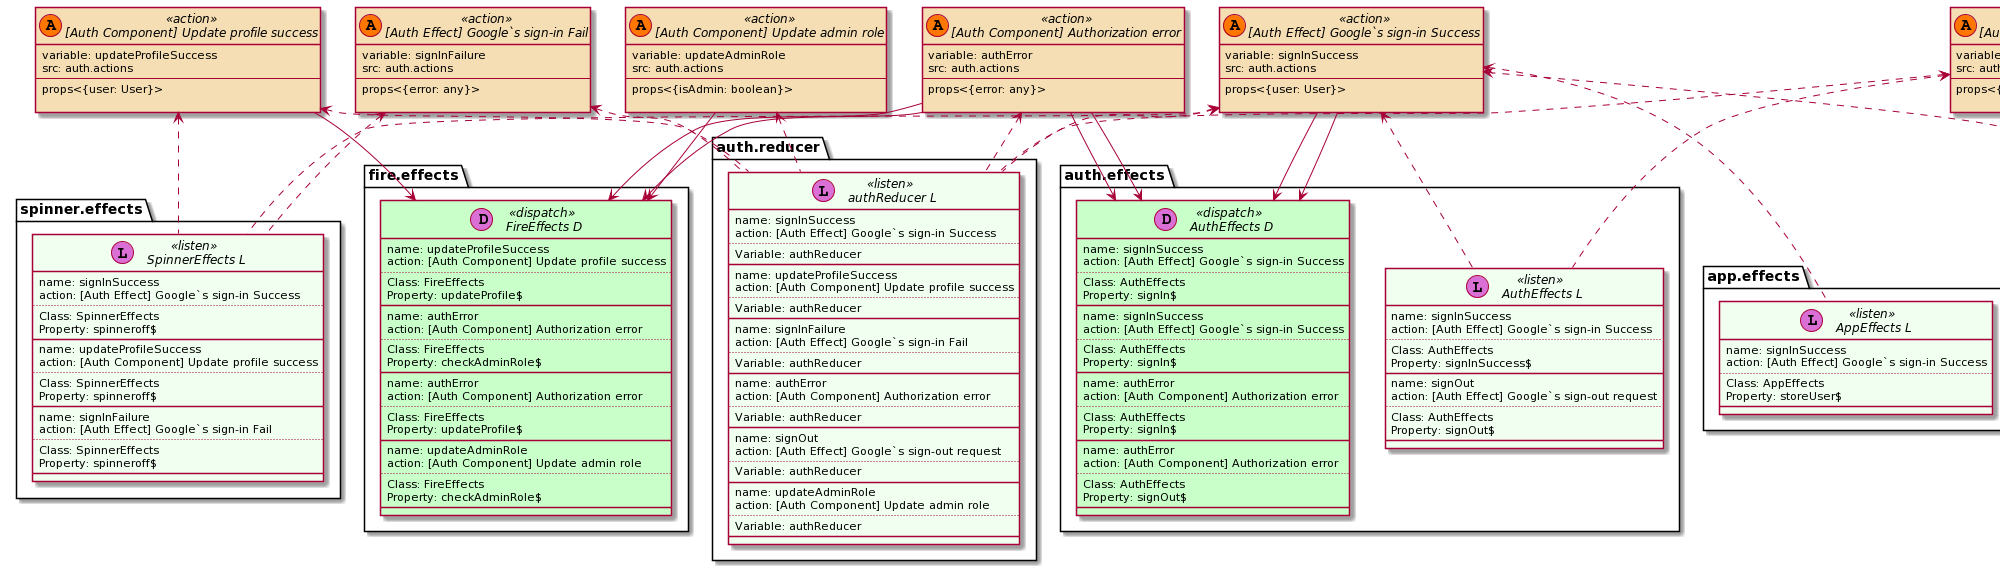 A
«action»
[Auth Component] Update profile success
variable: updateProfileSuccess
src: auth.actions
props<{user: User}>
A
«action»
[Auth Effect] Google`s sign-in Fail
variable: signInFailure
src: auth.actions
props<{error: any}>
A
«action»
[Auth Component] Update admin role
variable: updateAdminRole
src: auth.actions
props<{isAdmin: boolean}>
A
«action»
[Auth Component] Authorization error
variable: authError
src: auth.actions
props<{error: any}>
A
«action»
[Auth Effect] Google`s sign-in Success
variable: signInSuccess
src: auth.actions
props<{user: User}>
A
variable
props<{
spinner.effects
L
«listen»
SpinnerEffects L
name: signInSuccess
action: [Auth Effect] Google`s sign-in Success
Class: SpinnerEffects
Property: spinneroff$
name: updateProfileSuccess
action: [Auth Component] Update profile success
Class: SpinnerEffects
Property: spinneroff$
name: signInFailure
action: [Auth Effect] Google`s sign-in Fail
Class: SpinnerEffects
Property: spinneroff$
fire.effects
D
«dispatch»
FireEffects D
name: updateProfileSuccess
action: [Auth Component] Update profile success
Class: FireEffects
Property: updateProfile$
name: authError
action: [Auth Component] Authorization error
Class: FireEffects
Property: checkAdminRole$
name: authError
action: [Auth Component] Authorization error
Class: FireEffects
Property: updateProfile$
name: updateAdminRole
action: [Auth Component] Update admin role
Class: FireEffects
Property: checkAdminRole$
auth.reducer
L
«listen»
authReducer L
name: signInSuccess
action: [Auth Effect] Google`s sign-in Success
Variable: authReducer
name: updateProfileSuccess
action: [Auth Component] Update profile success
Variable: authReducer
name: signInFailure
action: [Auth Effect] Google`s sign-in Fail
Variable: authReducer
name: authError
action: [Auth Component] Authorization error
Variable: authReducer
name: signOut
action: [Auth Effect] Google`s sign-out request
Variable: authReducer
name: updateAdminRole
action: [Auth Component] Update admin role
Variable: authReducer
auth.effects
D
«dispatch»
AuthEffects D
name: signInSuccess
action: [Auth Effect] Google`s sign-in Success
Class: AuthEffects
Property: signIn$
name: signInSuccess
action: [Auth Effect] Google`s sign-in Success
Class: AuthEffects
Property: signIn$
name: authError
action: [Auth Component] Authorization error
Class: AuthEffects
Property: signIn$
name: authError
action: [Auth Component] Authorization error
Class: AuthEffects
Property: signOut$
L
«listen»
AuthEffects L
name: signInSuccess
action: [Auth Effect] Google`s sign-in Success
Class: AuthEffects
Property: signInSuccess$
name: signOut
action: [Auth Effect] Google`s sign-out request
Class: AuthEffects
Property: signOut$
app.effects
L
«listen»
AppEffects L
name: signInSuccess
action: [Auth Effect] Google`s sign-in Success
Class: AppEffects
Property: storeUser$